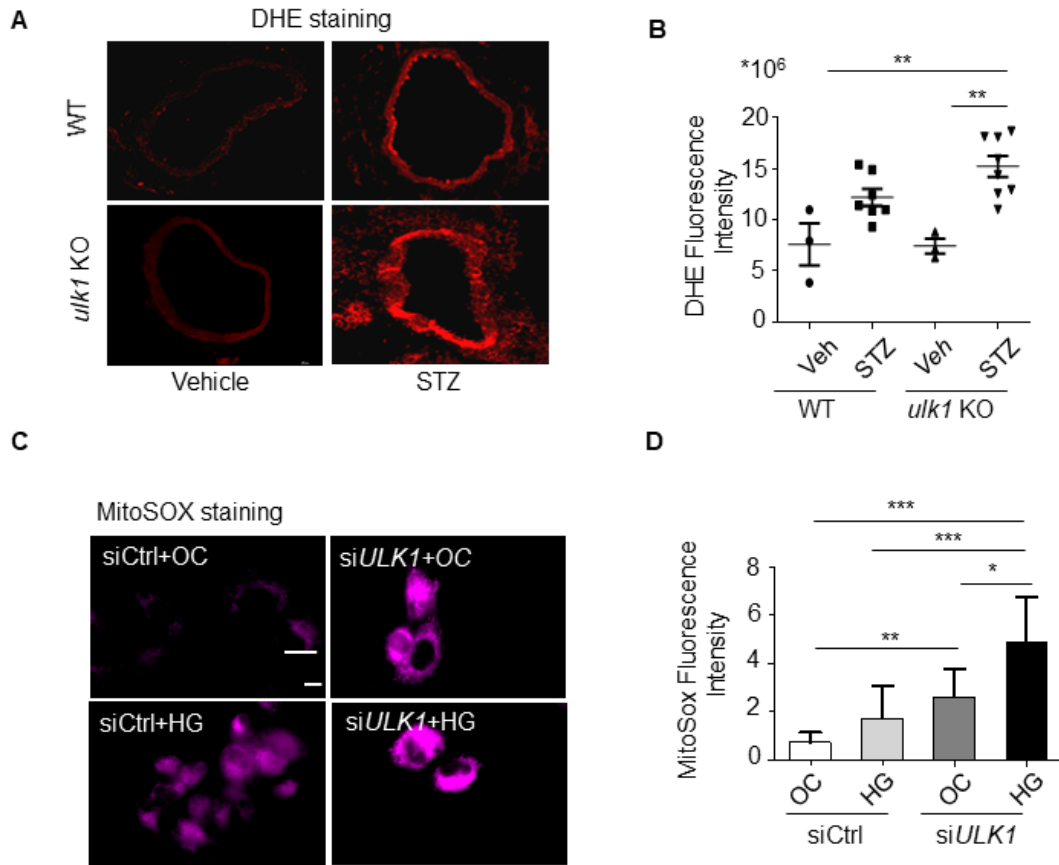 A
DHE staining
WT
ulk1 KO
Vehicle
STZ
B
*10⁶
**
**
DHE Fluorescence
Intensity
20
15
10
5
0
Veh
STZ
Veh
STZ
WT
ulk1 KO
C
MitoSOX staining
siCtrl+OC
siULK1+OC
siCtrl+HG
siULK1+HG
D
***
***
*
**
MitoSox Fluorescence
Intensity
8
6
4
2
0
OC
HG
OC
HG
siCtrl
siULK1